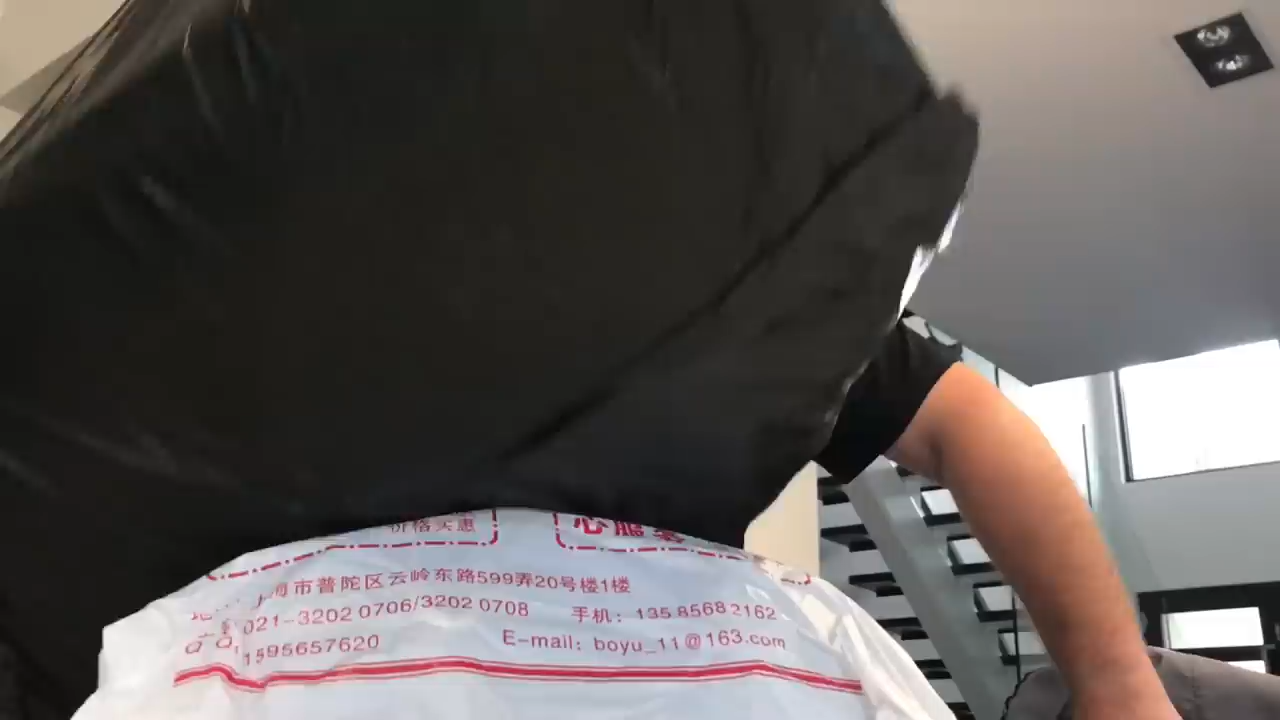 价格实惠
心服
海市普陀区云岭东路599弄20号楼1楼
021-3202 0706/3202 0708 手机: 135 8568 2162
1595657620 E-mail: boyu_11@163.com